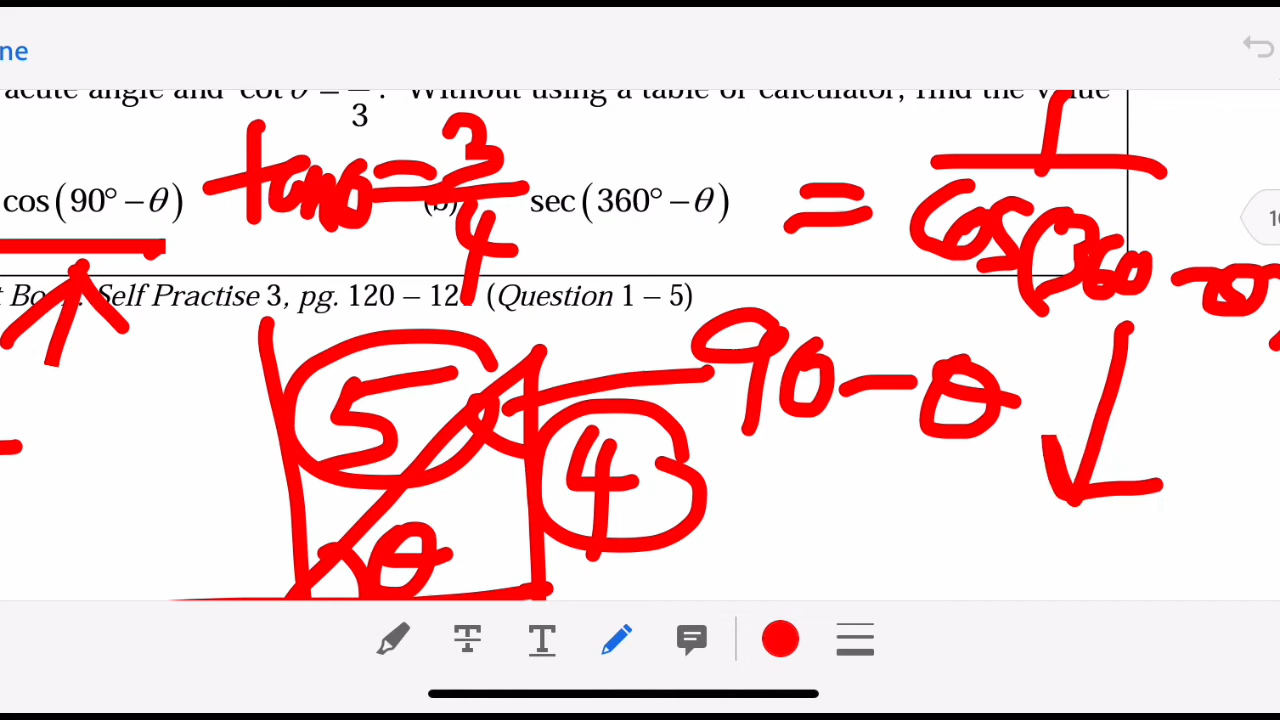 ne
acute angle and cot θ = — . Without using a table or calculator, find the value
3
cos(90° − θ) tanθ = 3/4 (b) sec(360° − θ) = 1/cos(360 − θ)
t Book: Self Practise 3, pg. 120 – 12 (Question 1 – 5)
90 − θ
5
4
θ
T T